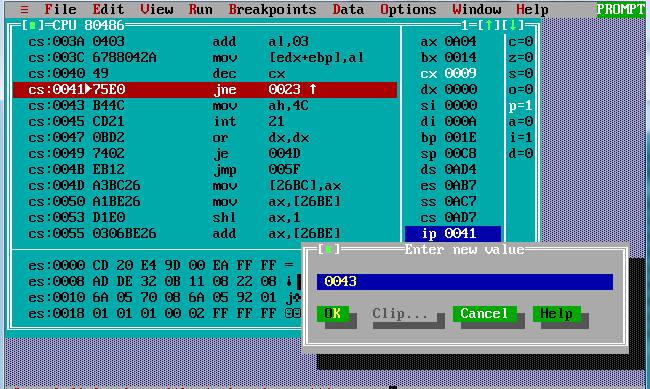 ≡ File Edit View Run Breakpoints Data Options Window Help PROMPT
[■]=CPU 80486 1=[↑][↓]
cs:003A 0403 add al,03 ax 0A04 c=0
cs:003C 6788042A mov [edx+ebp],al bx 0014 z=0
cs:0040 49 dec cx cx 0009 s=0
cs:0041▶75E0 jne 0023 ↑ dx 0000 o=0
cs:0043 B44C mov ah,4C si 0000 p=1
cs:0045 CD21 int 21 di 000A a=0
cs:0047 0BD2 or dx,dx bp 001E i=1
cs:0049 7402 je 004D sp 00C8 d=0
cs:004B EB12 jmp 005F ds 0AD4
cs:004D A3BC26 mov [26BC],ax es 0AB7
cs:0050 A1BE26 mov ax,[26BE] ss 0AC7
cs:0053 D1E0 shl ax,1 cs 0AD7
cs:0055 0306BE26 add ax,[26BE] ip 0041
[■] Enter new value
es:0000 CD 20 E4 9D 00 EA FF FF =
es:0008 AD DE 32 0B 11 08 22 08
es:0010 6A 05 70 08 6A 05 92 01 j
es:0018 01 01 01 00 02 FF FF FF
0043
OK Clip... Cancel Help